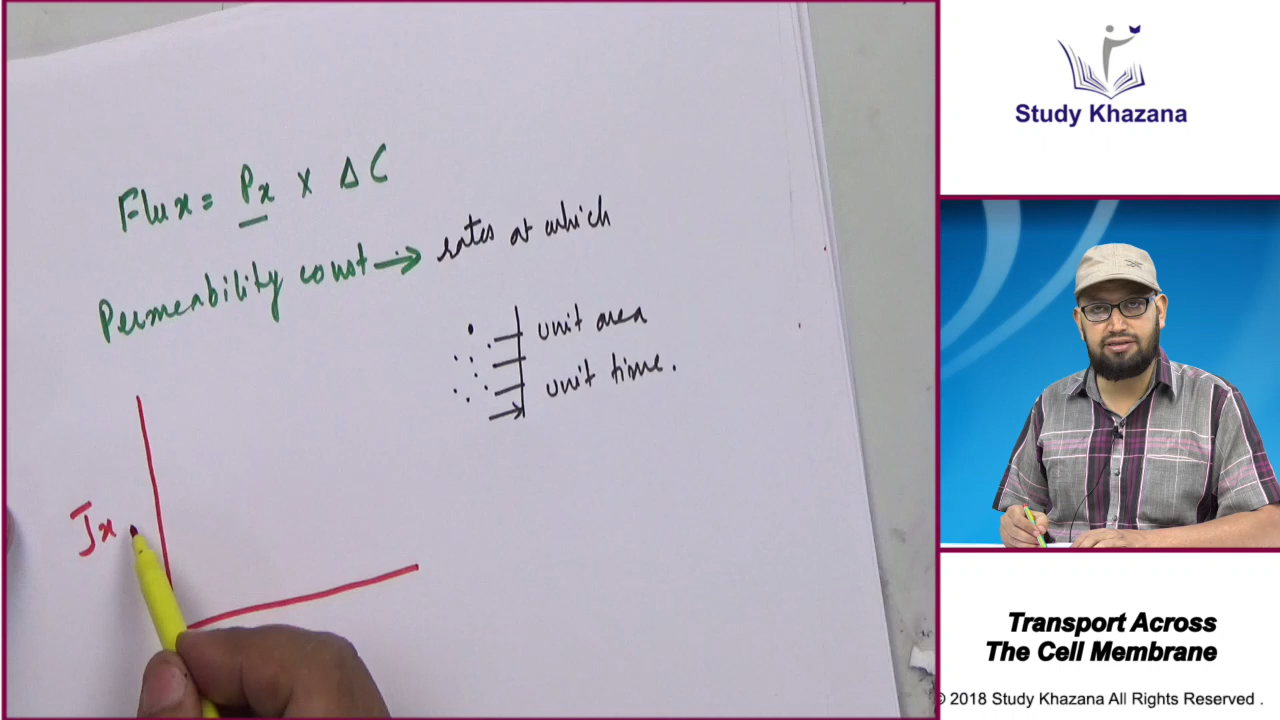 Flux = Px x Δ C
Permeability const → rates at which
unit area
unit time.
Jx
Study Khazana
Transport Across
The Cell Membrane
© 2018 Study Khazana All Rights Reserved .